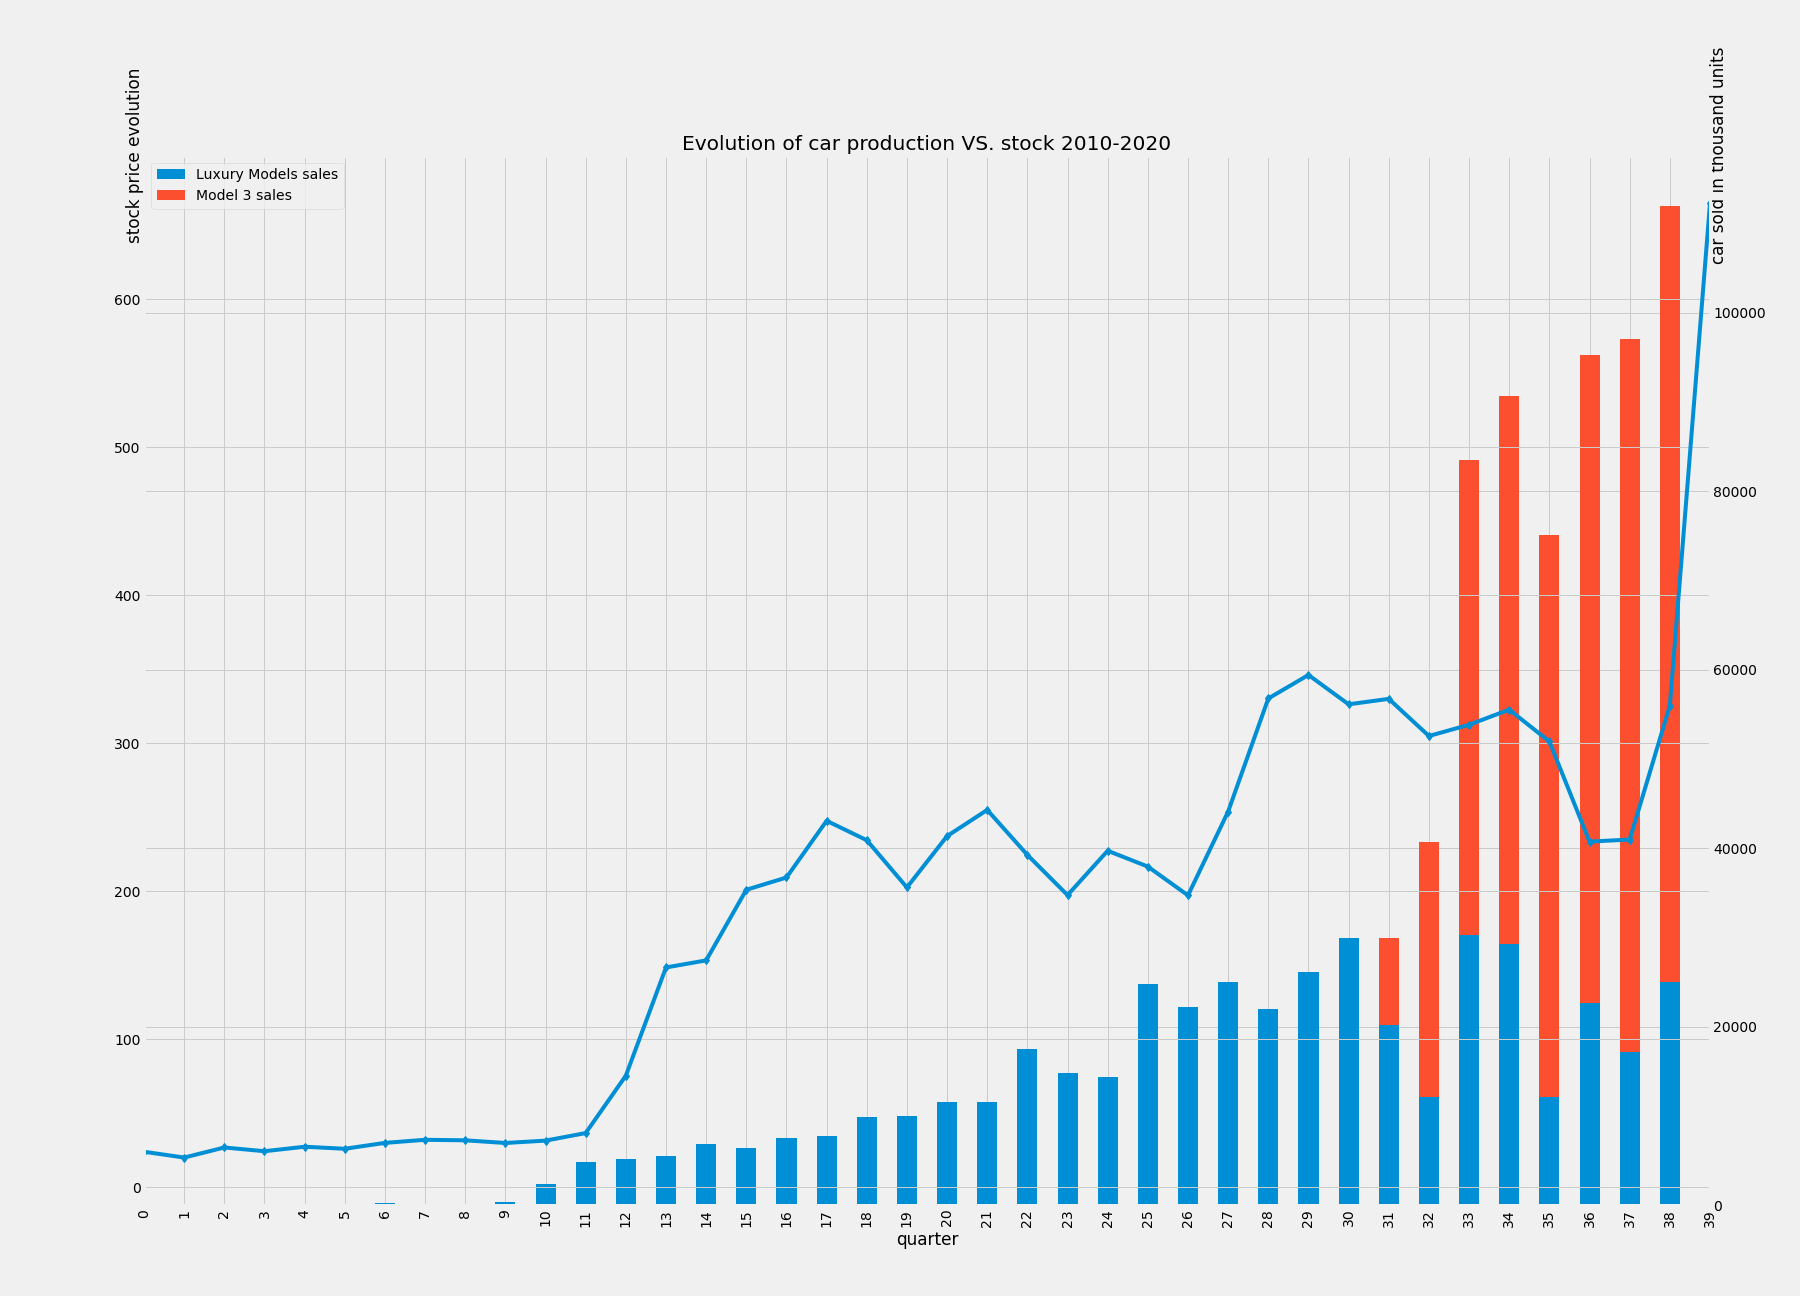 Evolution of car production VS. stock 2010-2020
stock price evolution
car sold in thousand units
Luxury Models sales
Model 3 sales
600
500
400
300
200
100
0
100000
80000
60000
40000
20000
0
0 1 2 3 4 5 6 7 8 9 10 11 12 13 14 15 16 17 18 19 20 21 22 23 24 25 26 27 28 29 30 31 32 33 34 35 36 37 38 39
quarter